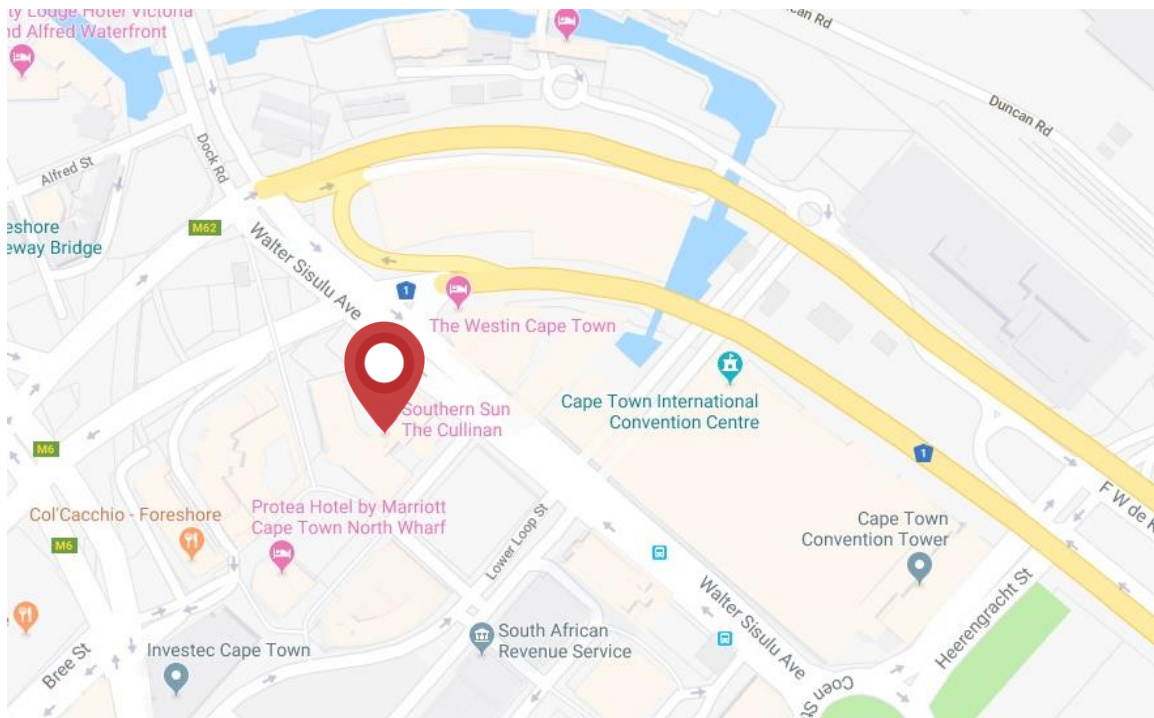 ty Lodge Hotel Victoria
nd Alfred Waterfront
Duncan Rd
Duncan Rd
Dock Rd
Alfred St
M62
eshore
eway Bridge
Walter Sisulu Ave
1
The Westin Cape Town
Southern Sun
The Cullinan
Cape Town International
Convention Centre
1
M6
Col'Cacchio - Foreshore
Protea Hotel by Marriott
Cape Town North Wharf
M6
Lower Loop St
Cape Town
Convention Tower
F W de K
Walter Sisulu Ave
Heerengracht St
South African
Revenue Service
Investec Cape Town
Bree St
Coen St